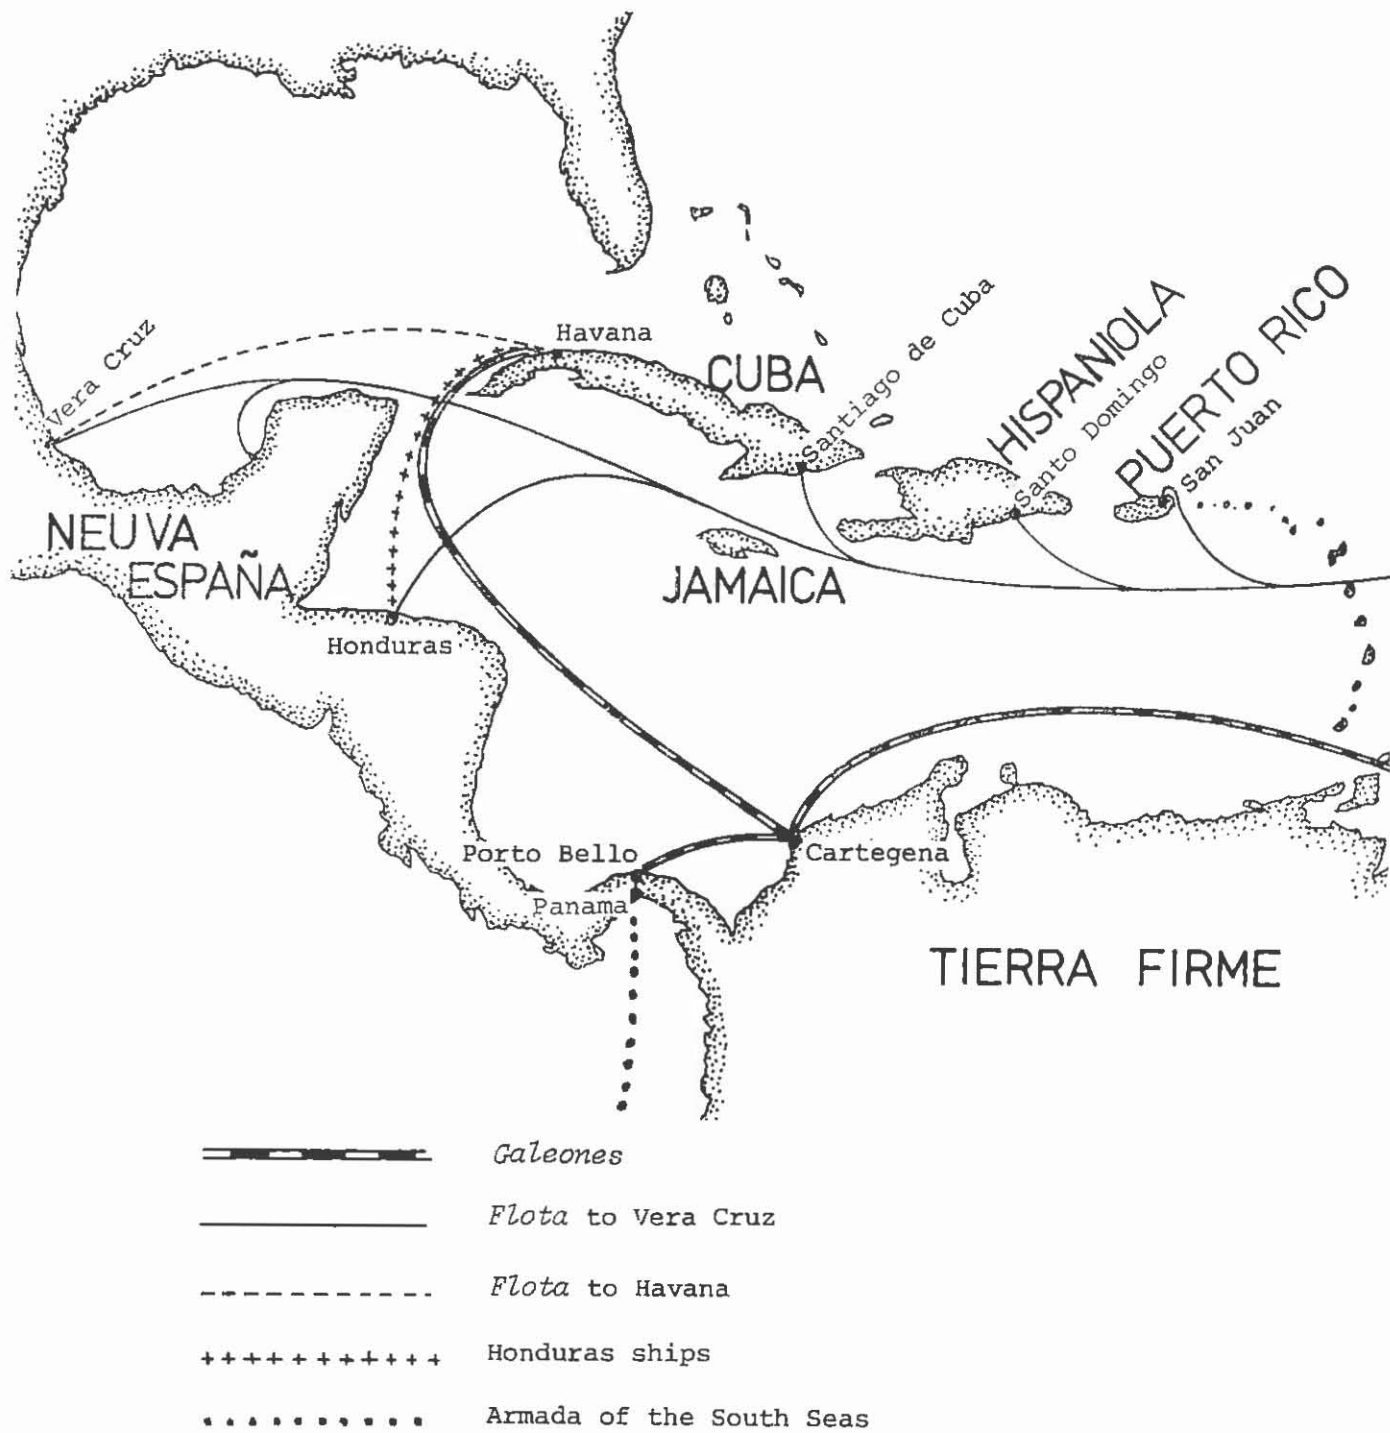 Havana
CUBA
Santiago de Cuba
HISPANIOLA
Santo Domingo
PUERTO RICO
San Juan
Vera Cruz
NEUVA
ESPAÑA
JAMAICA
Honduras
Porto Bello
Cartegena
Panama
TIERRA FIRME
Galeones
Flota to Vera Cruz
Flota to Havana
Honduras ships
Armada of the South Seas